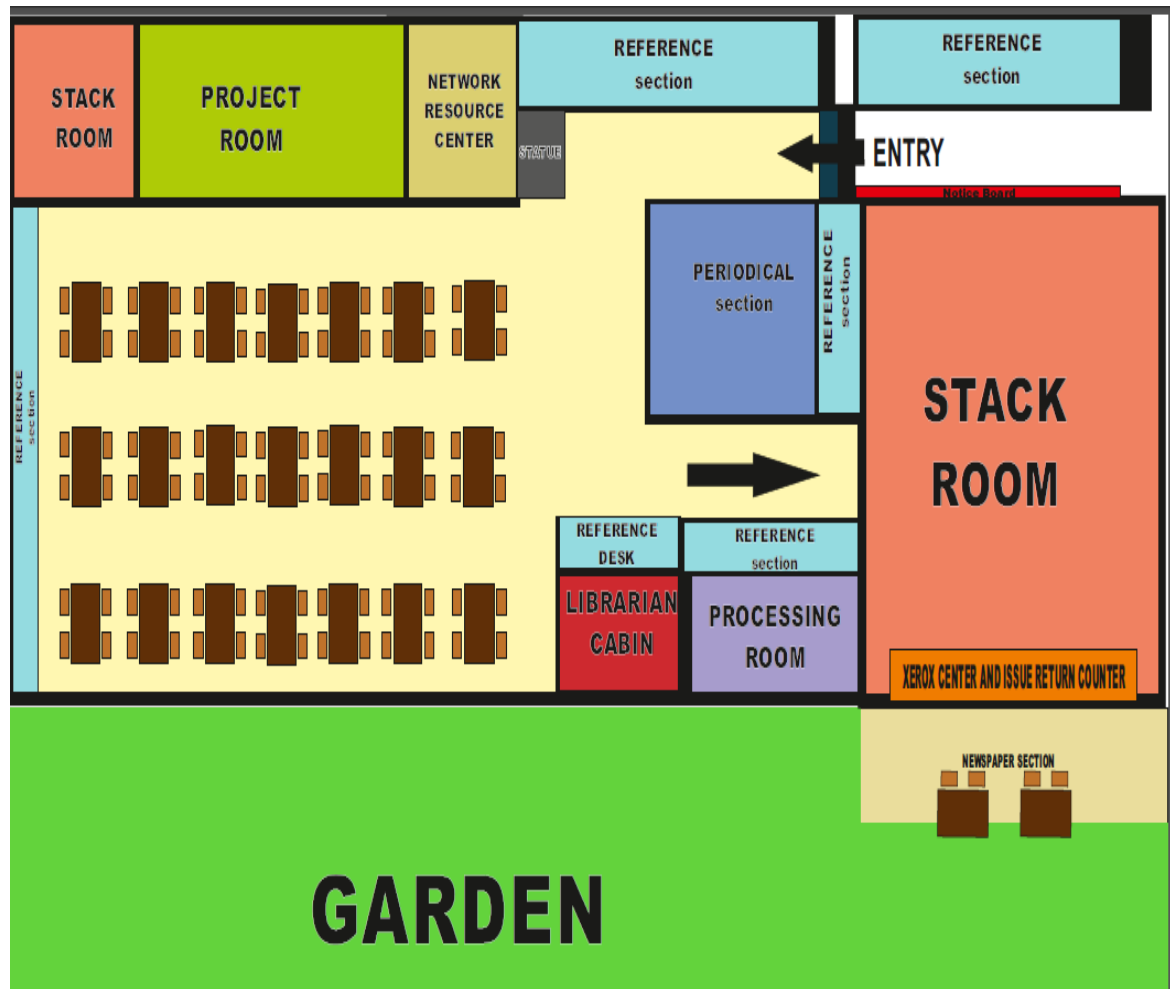 STACK
ROOM
PROJECT
ROOM
NETWORK
RESOURCE
CENTER
REFERENCE
section
REFERENCE
section
STATUE
ENTRY
Notice Board
PERIODICAL
section
REFERENCE
section
REFERENCE
section
STACK
ROOM
REFERENCE
DESK
REFERENCE
section
LIBRARIAN
CABIN
PROCESSING
ROOM
XEROX CENTER AND ISSUE RETURN COUNTER
NEWSPAPER SECTION
GARDEN